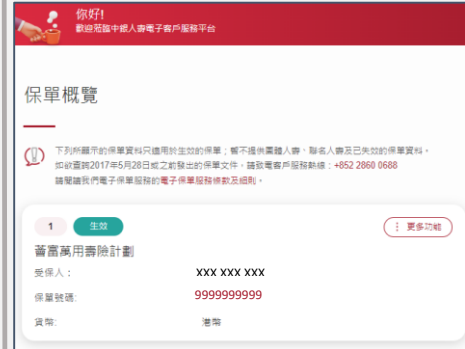 你好!
歡迎蒞臨中銀人壽電子客戶服務平台
保單概覽
下列所顯示的保單資料只適用於生效的保單；暫不提供團體人壽、聯名人壽及已失效的保單資料。
如欲查詢2017年5月28日或之前發出的保單文件，請致電客戶服務熱線：+852 2860 0688
請閱讀我們電子保單服務的電子保單服務條款及細則。
1 生效 更多功能
薈富萬用壽險計劃
受保人： XXX XXX XXX
保單號碼: 9999999999
貨幣: 港幣